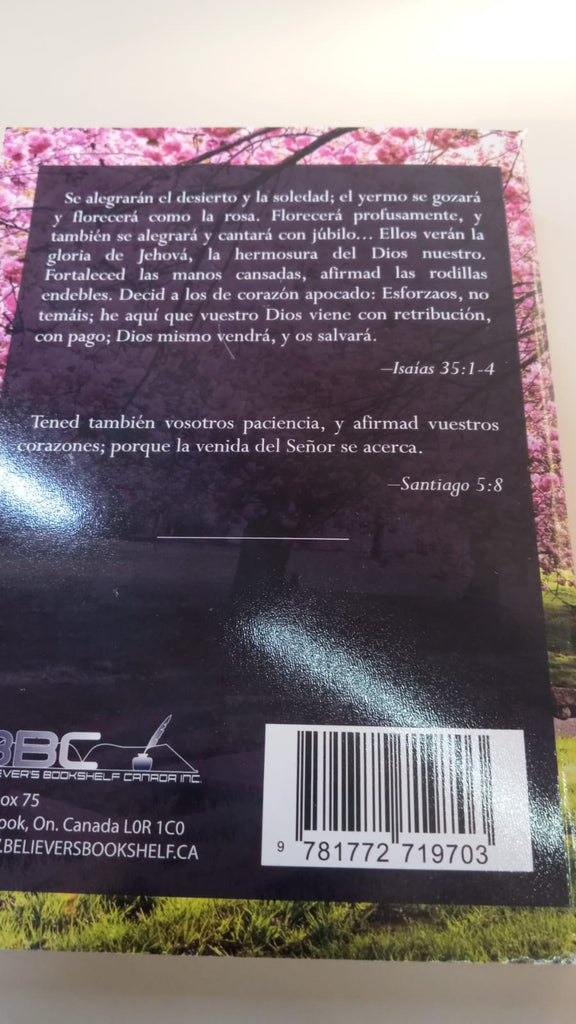 Se alegrarán el desierto y la soledad; el yermo se gozará
y florecerá como la rosa. Florecerá profusamente, y
también se alegrará y cantará con júbilo... Ellos verán la
gloria de Jehová, la hermosura del Dios nuestro.
Fortaleced las manos cansadas, afirmad las rodillas
endebles. Decid a los de corazón apocado: Esforzaos, no
temáis; he aquí que vuestro Dios viene con retribución,
con pago; Dios mismo vendrá, y os salvará.
—Isaías 35:1-4
Tened también vosotros paciencia, y afirmad vuestros
corazones; porque la venida del Señor se acerca.
—Santiago 5:8
BBC
EVER'S BOOKSHELF CANADA INC.
ox 75
ook, On. Canada L0R 1C0
.BELIEVERSBOOKSHELF.CA
9 781772 719703